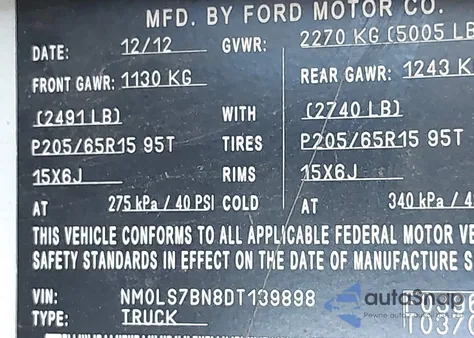 MFD. BY FORD MOTOR CO.
DATE: 12/12 GVWR: 2270 KG (5005 LB
FRONT GAWR: 1130 KG REAR GAWR: 1243 K
(2491 LB) WITH (2740 LB)
P205/65R15 95T TIRES P205/65R15 95T
15X6J RIMS 15X6J
AT 275 kPa / 40 PSI COLD AT 340 kPa / 4
THIS VEHICLE CONFORMS TO ALL APPLICABLE FEDERAL MOTOR VE
SAFETY STANDARDS IN EFFECT ON THE DATE OF MANUFACTURE S
VIN: NM0LS7BN8DT139898
TYPE: TRUCK
autoSnap
T0376